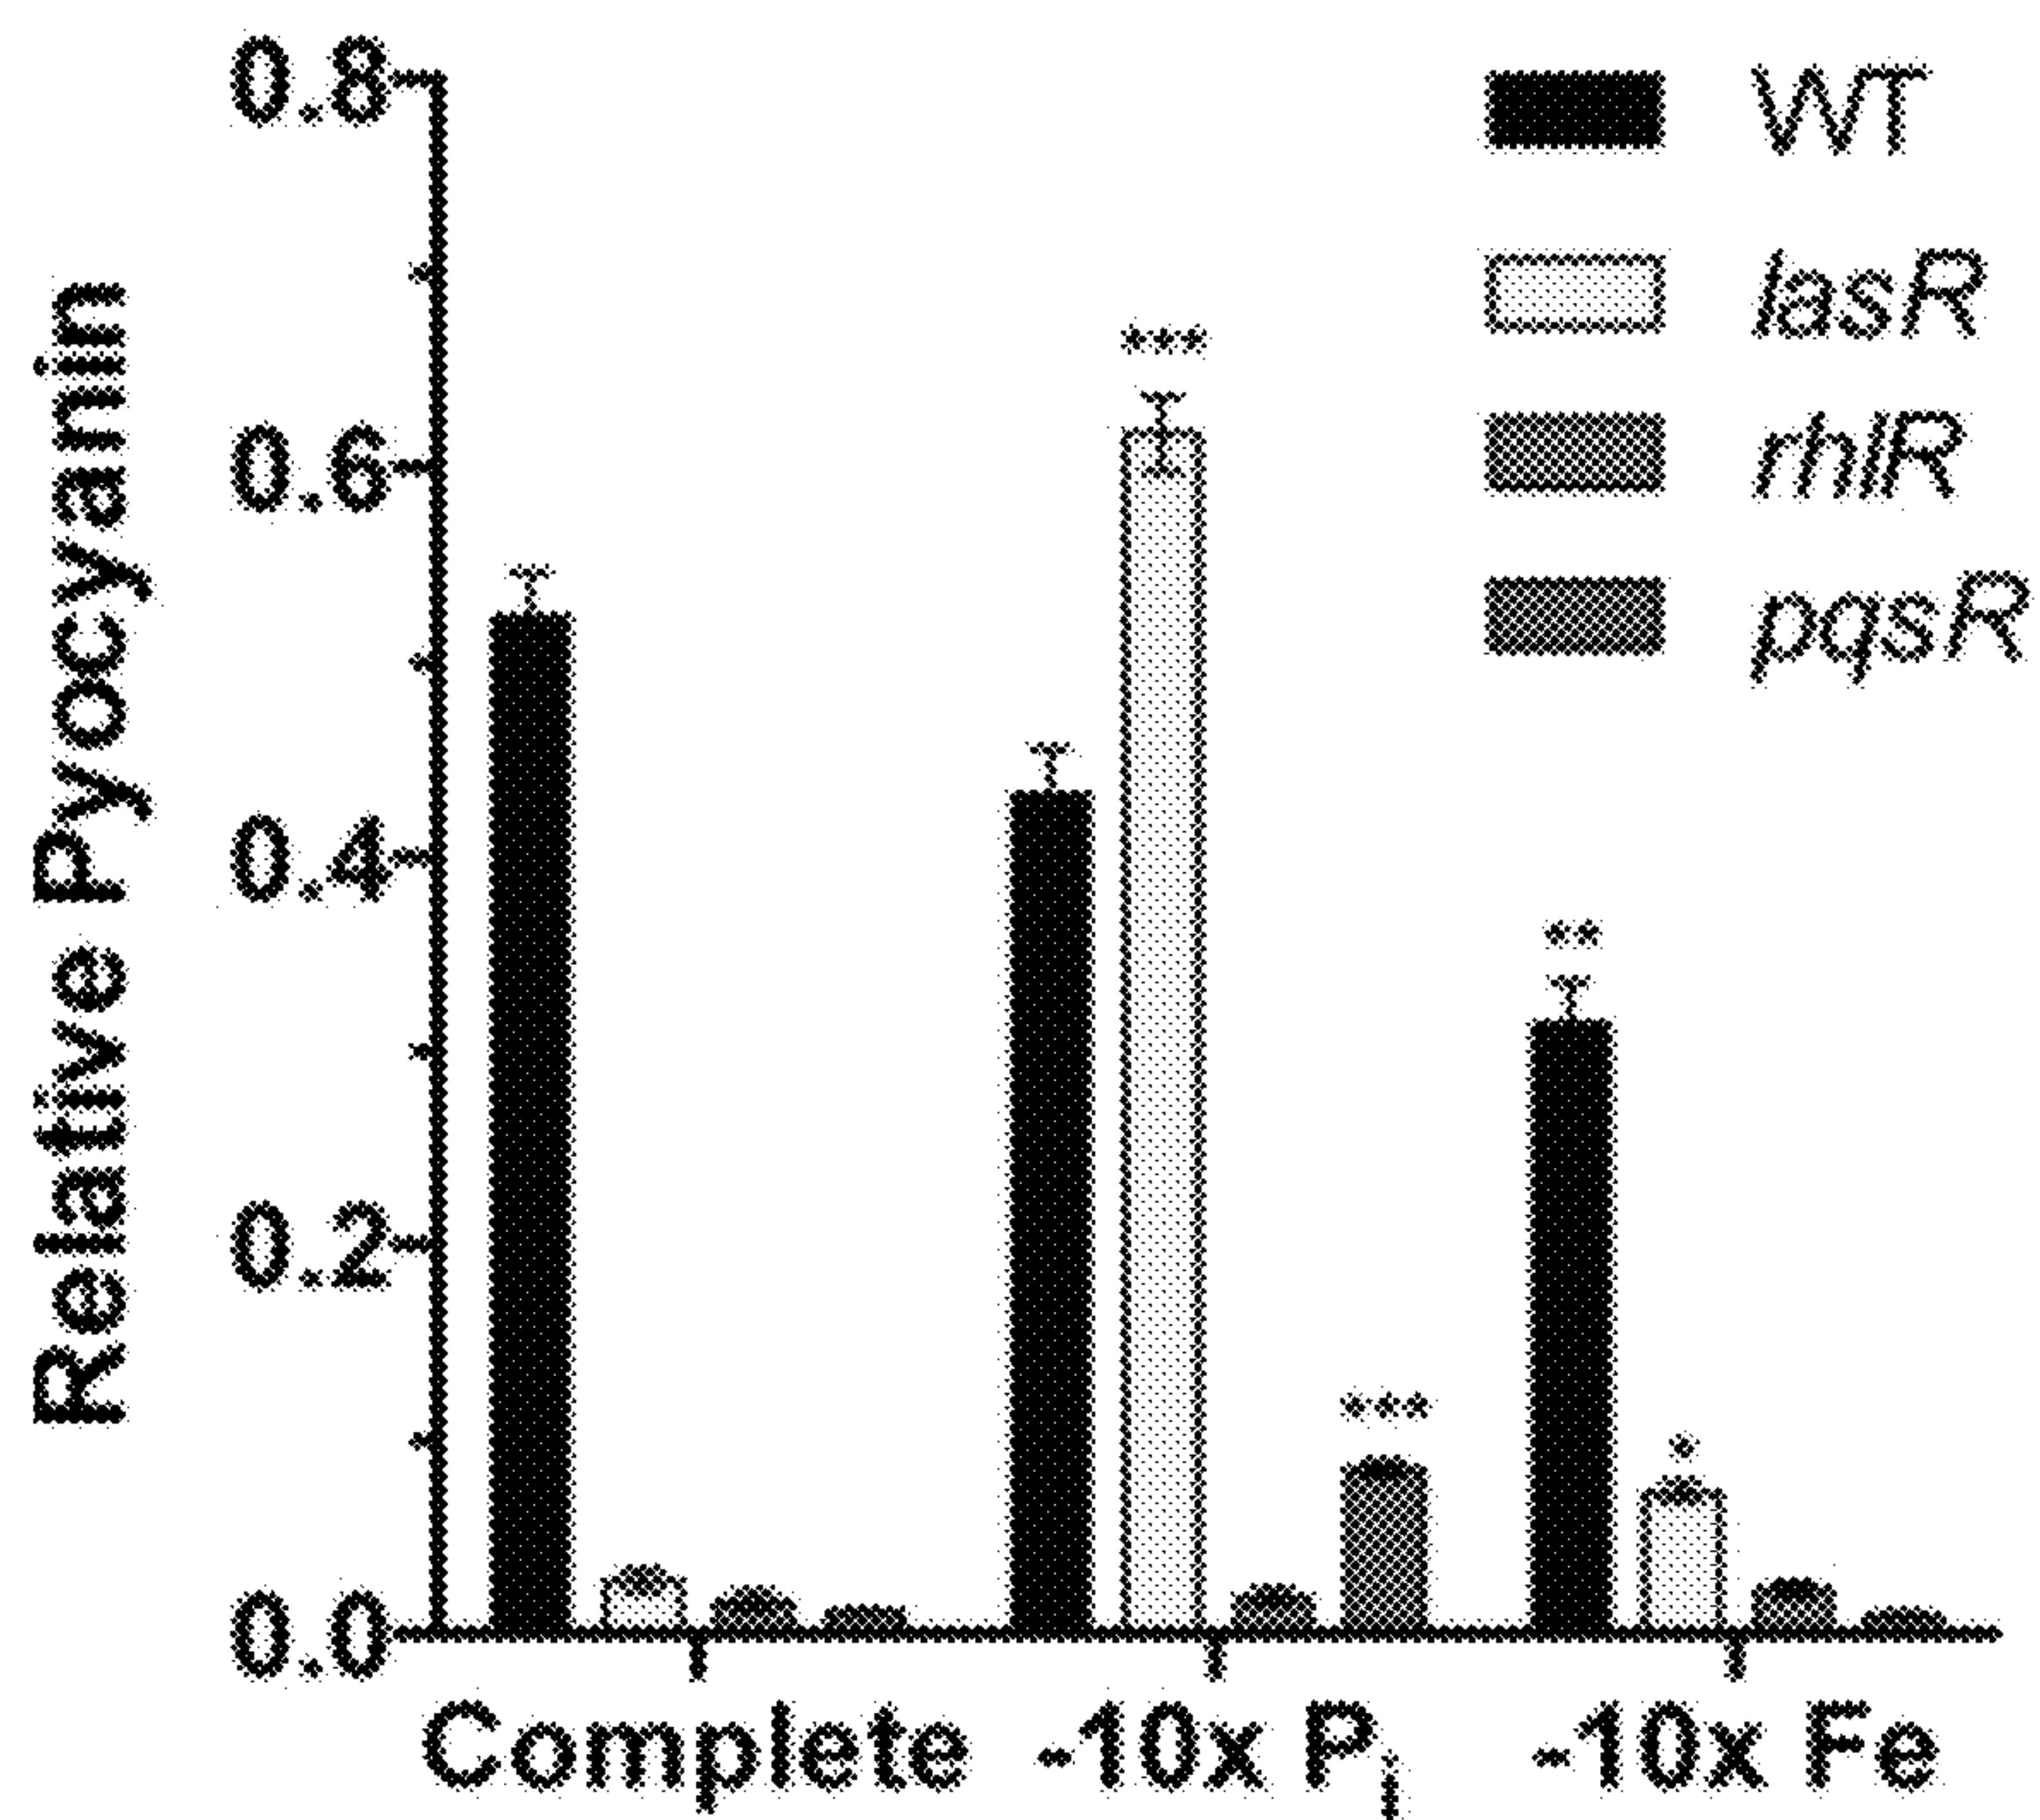 Relative Pyocyanin
0.8
0.6
0.4
0.2
0.0
WT
lasR
rhlR
pqsR
***
***
**
*
Complete -10x Pi -10x Fe